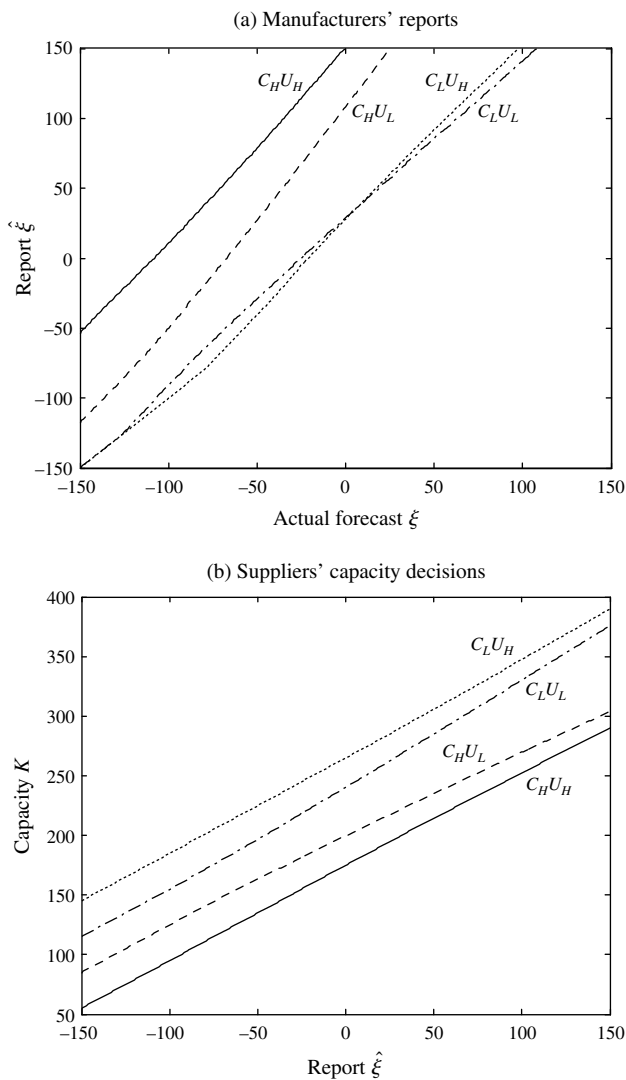 (a) Manufacturers' reports
150
100
50
0
–50
–100
–150
Report ξ̂
C_HU_H
C_HU_L
C_LU_H
C_LU_L
–150 –100 –50 0 50 100 150
Actual forecast ξ
(b) Suppliers' capacity decisions
400
350
300
250
200
150
100
50
Capacity K
C_LU_H
C_LU_L
C_HU_L
C_HU_H
–150 –100 –50 0 50 100 150
Report ξ̂